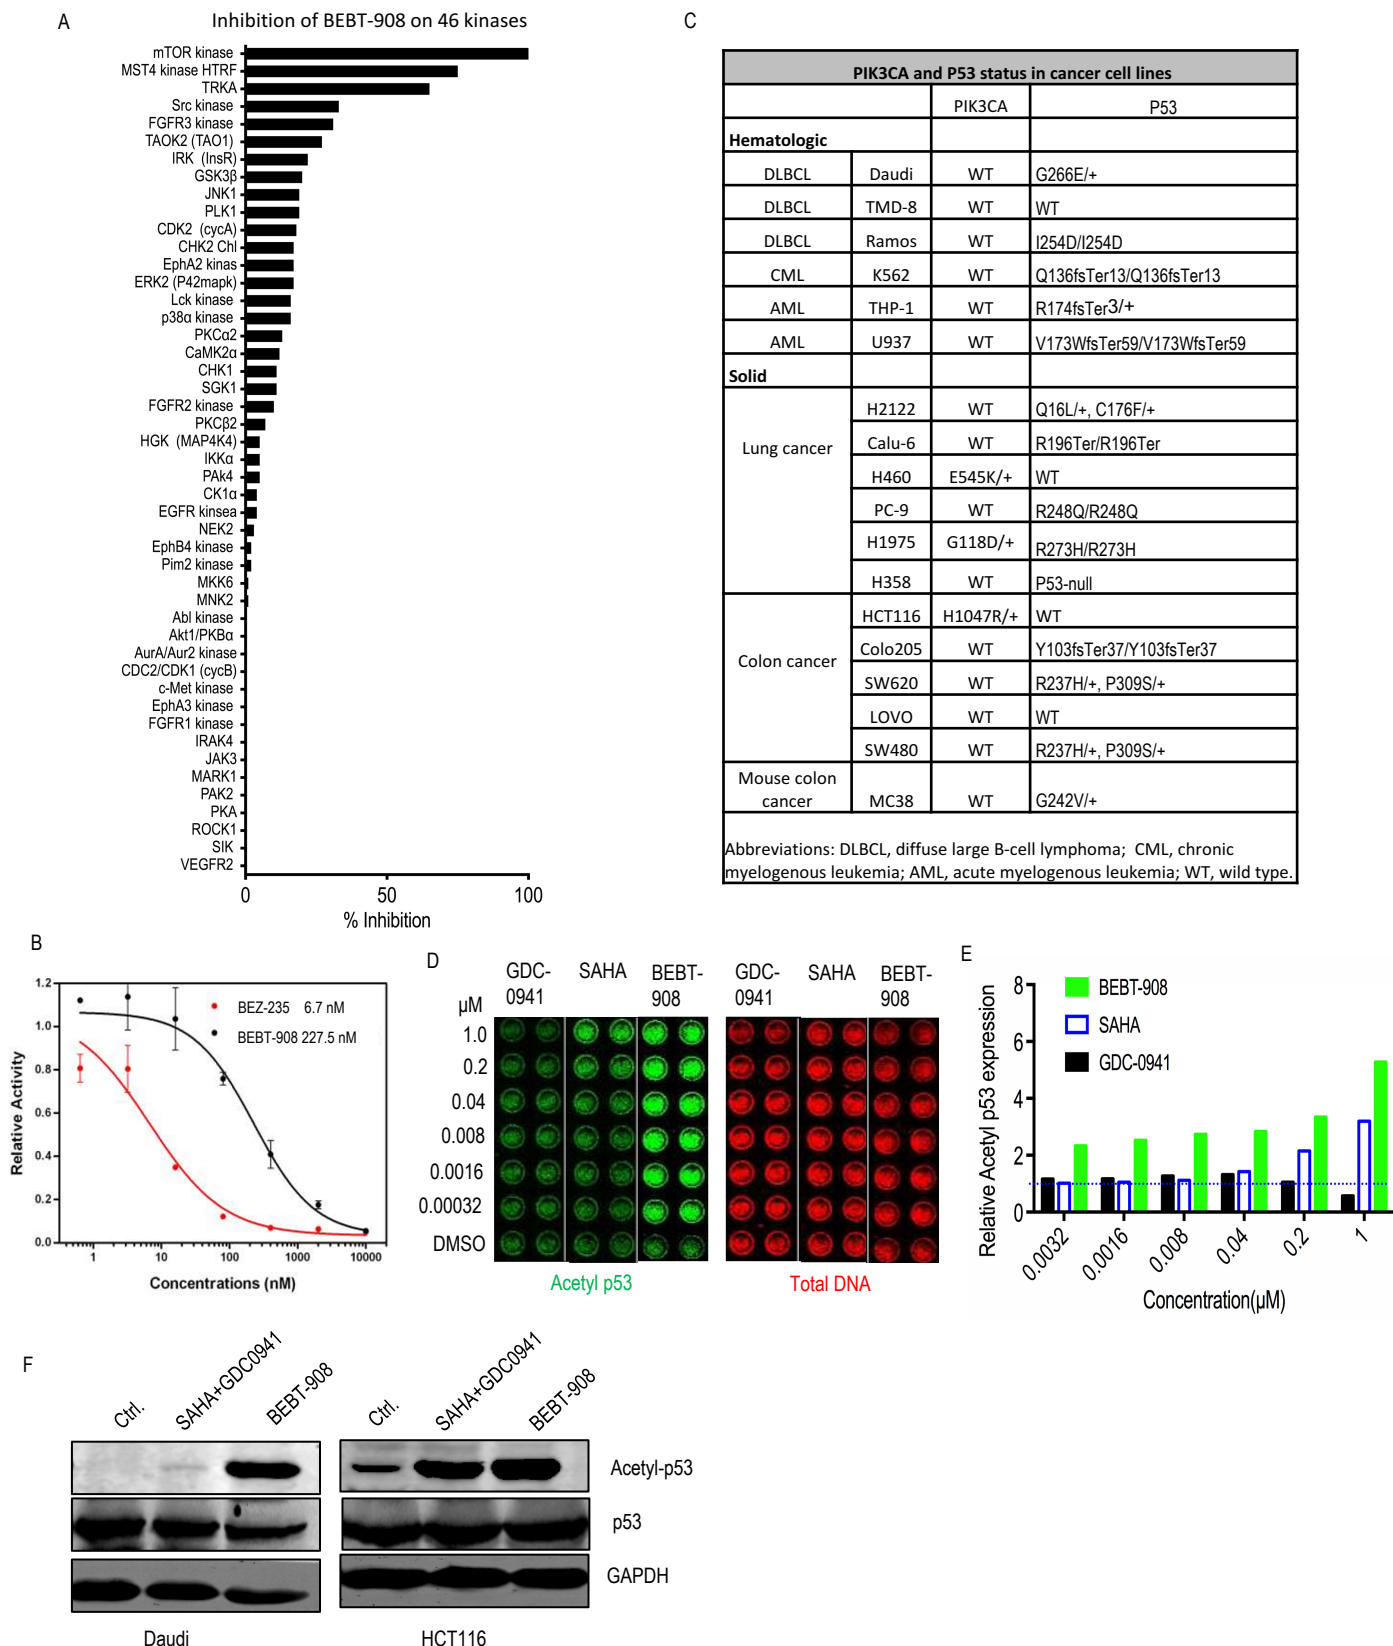 A
Inhibition of BEBT-908 on 46 kinases
mTOR kinase
MST4 kinase HTRF
TRKA
Src kinase
FGFR3 kinase
TAOK2 (TAO1)
IRK (InsR)
GSK3β
JNK1
PLK1
CDK2 (cycA)
CHK2 Chl
EphA2 kinas
ERK2 (P42mapk)
Lck kinase
p38α kinase
PKCα2
CaMK2α
CHK1
SGK1
FGFR2 kinase
PKCβ2
HGK (MAP4K4)
IKKα
PAk4
CK1α
EGFR kinsea
NEK2
EphB4 kinase
Pim2 kinase
MKK6
MNK2
Abl kinase
Akt1/PKBα
AurA/Aur2 kinase
CDC2/CDK1 (cycB)
c-Met kinase
EphA3 kinase
FGFR1 kinase
IRAK4
JAK3
MARK1
PAK2
PKA
ROCK1
SIK
VEGFR2
0 50 100
% Inhibition
C
PIK3CA and P53 status in cancer cell lines
PIK3CA P53
Hematologic
DLBCL Daudi WT G266E/+
DLBCL TMD-8 WT WT
DLBCL Ramos WT I254D/I254D
CML K562 WT Q136fsTer13/Q136fsTer13
AML THP-1 WT R174fsTer3/+
AML U937 WT V173WfsTer59/V173WfsTer59
Solid
Lung cancer
H2122 WT Q16L/+, C176F/+
Calu-6 WT R196Ter/R196Ter
H460 E545K/+ WT
PC-9 WT R248Q/R248Q
H1975 G118D/+ R273H/R273H
H358 WT P53-null
Colon cancer
HCT116 H1047R/+ WT
Colo205 WT Y103fsTer37/Y103fsTer37
SW620 WT R237H/+, P309S/+
LOVO WT WT
SW480 WT R237H/+, P309S/+
Mouse colon
cancer
MC38 WT G242V/+
Abbreviations: DLBCL, diffuse large B-cell lymphoma; CML, chronic
myelogenous leukemia; AML, acute myelogenous leukemia; WT, wild type.
B
Relative Activity
1.2
1.0
0.8
0.6
0.4
0.2
0.0
BEZ-235 6.7 nM
BEBT-908 227.5 nM
1 10 100 1000 10000
Concentrations (nM)
D
GDC-
0941
SAHA
BEBT-
908
GDC-
0941
SAHA
BEBT-
908
µM
1.0
0.2
0.04
0.008
0.0016
0.00032
DMSO
Acetyl p53
Total DNA
E
Relative Acetyl p53 expression
8
6
4
2
0
BEBT-908
SAHA
GDC-0941
0.0032 0.0016 0.008 0.04 0.2 1
Concentration(µM)
F
Ctrl. SAHA+GDC0941 BEBT-908
Ctrl. SAHA+GDC0941 BEBT-908
Acetyl-p53
p53
GAPDH
Daudi
HCT116